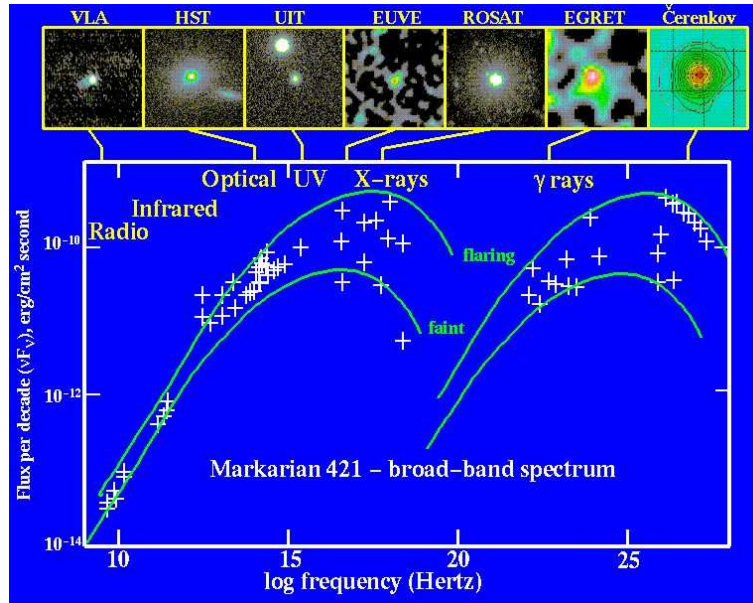 VLA HST UIT EUVE ROSAT EGRET Čerenkov
Optical UV X-rays γ rays
Infrared
Radio
flaring
faint
Markarian 421 – broad-band spectrum
Flux per decade (νFν), erg/cm² second
10⁻¹⁰
10⁻¹²
10⁻¹⁴
10 15 20 25
log frequency (Hertz)